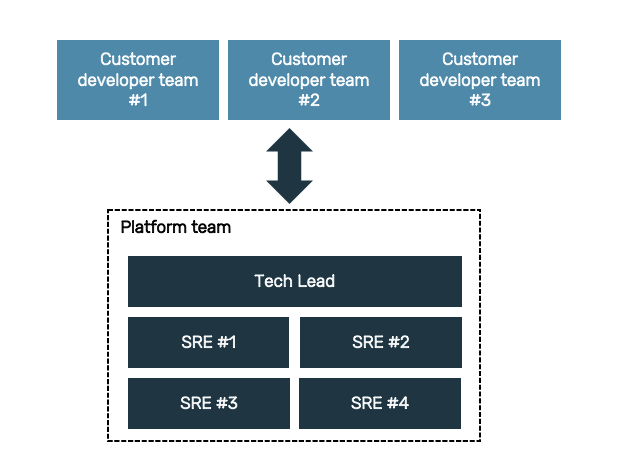 Customer
developer team
#1
Customer
developer team
#2
Customer
developer team
#3
Platform team
Tech Lead
SRE #1
SRE #2
SRE #3
SRE #4